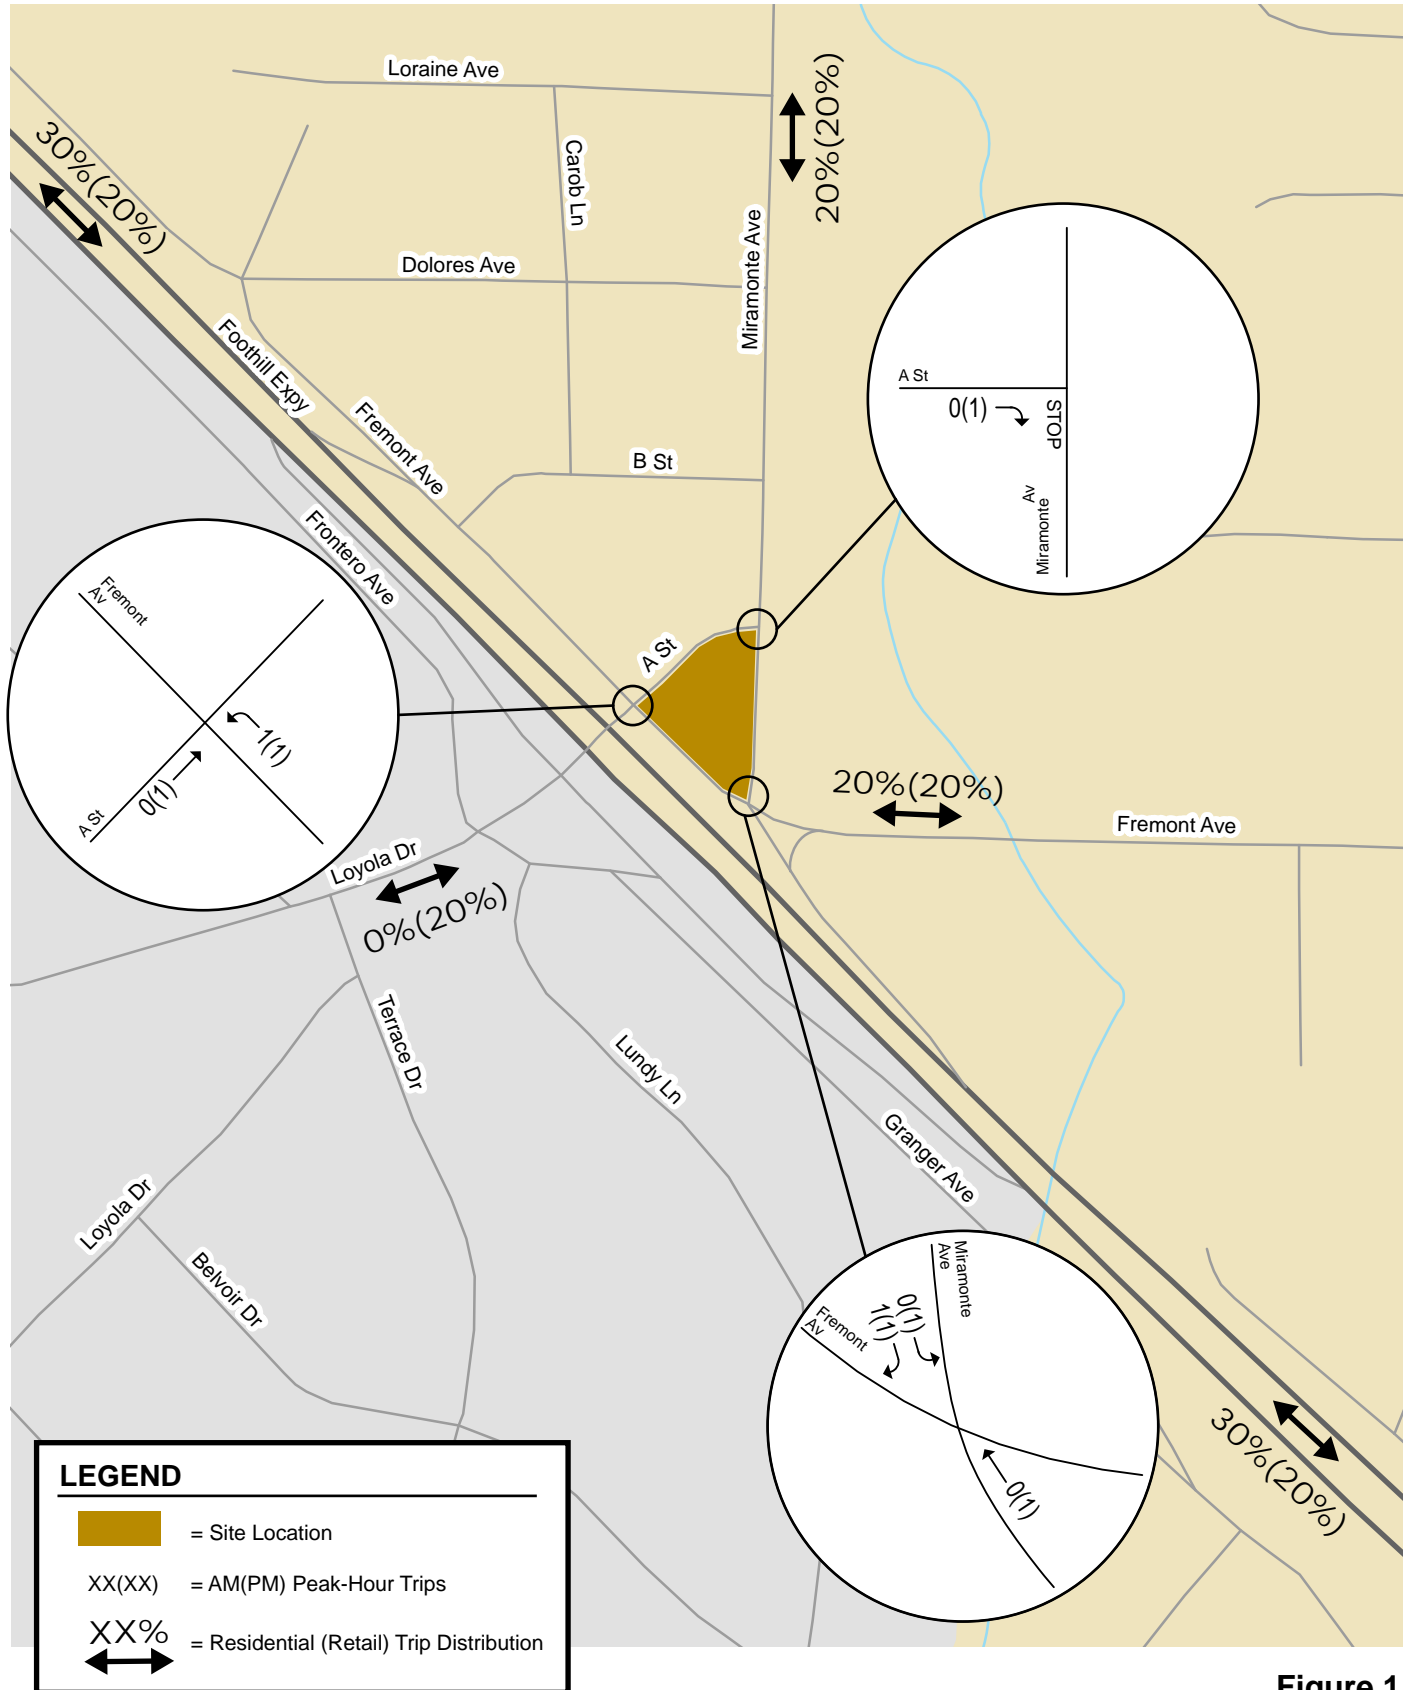 Loraine Ave
20%(20%)
30%(20%)
Carob Ln
Miramonte Ave
Dolores Ave
Foothill Expy
Fremont Ave
A St
0(1)
STOP
Miramonte
Av
B St
Frontero Ave
Fremont
Av
1(1)
0(1)
A St
A St
20%(20%)
Fremont Ave
Loyola Dr
0%(20%)
Terrace Dr
Lundy Ln
Granger Ave
Loyola Dr
Belvoir Dr
Miramonte
Ave
0(1)
1(1)
Fremont
Av
0(1)
30%(20%)
LEGEND
= Site Location
XX(XX) = AM(PM) Peak-Hour Trips
XX% = Residential (Retail) Trip Distribution
Figure 1